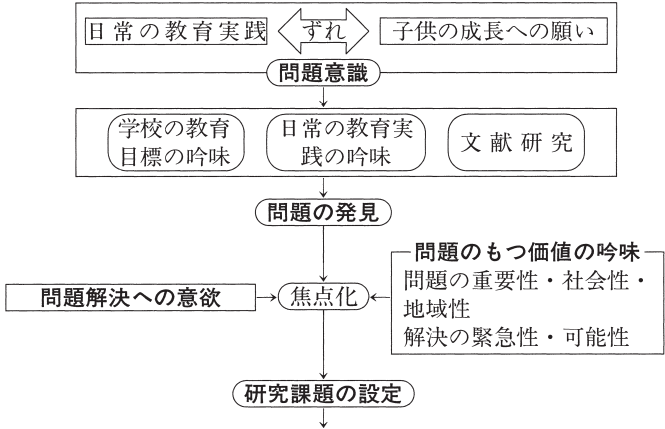 日常の教育実践
ずれ
子供の成長への願い
問題意識
学校の教育
目標の吟味
日常の教育実
践の吟味
文献研究
問題の発見
問題のもつ価値の吟味
問題の重要性・社会性・
地域性
解決の緊急性・可能性
問題解決への意欲
焦点化
研究課題の設定